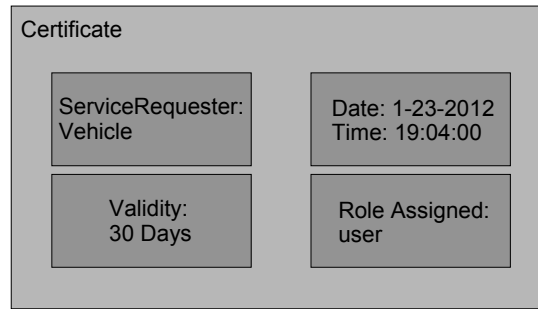 Certificate
ServiceRequester:
Vehicle
Date: 1-23-2012
Time: 19:04:00
Validity:
30 Days
Role Assigned:
user